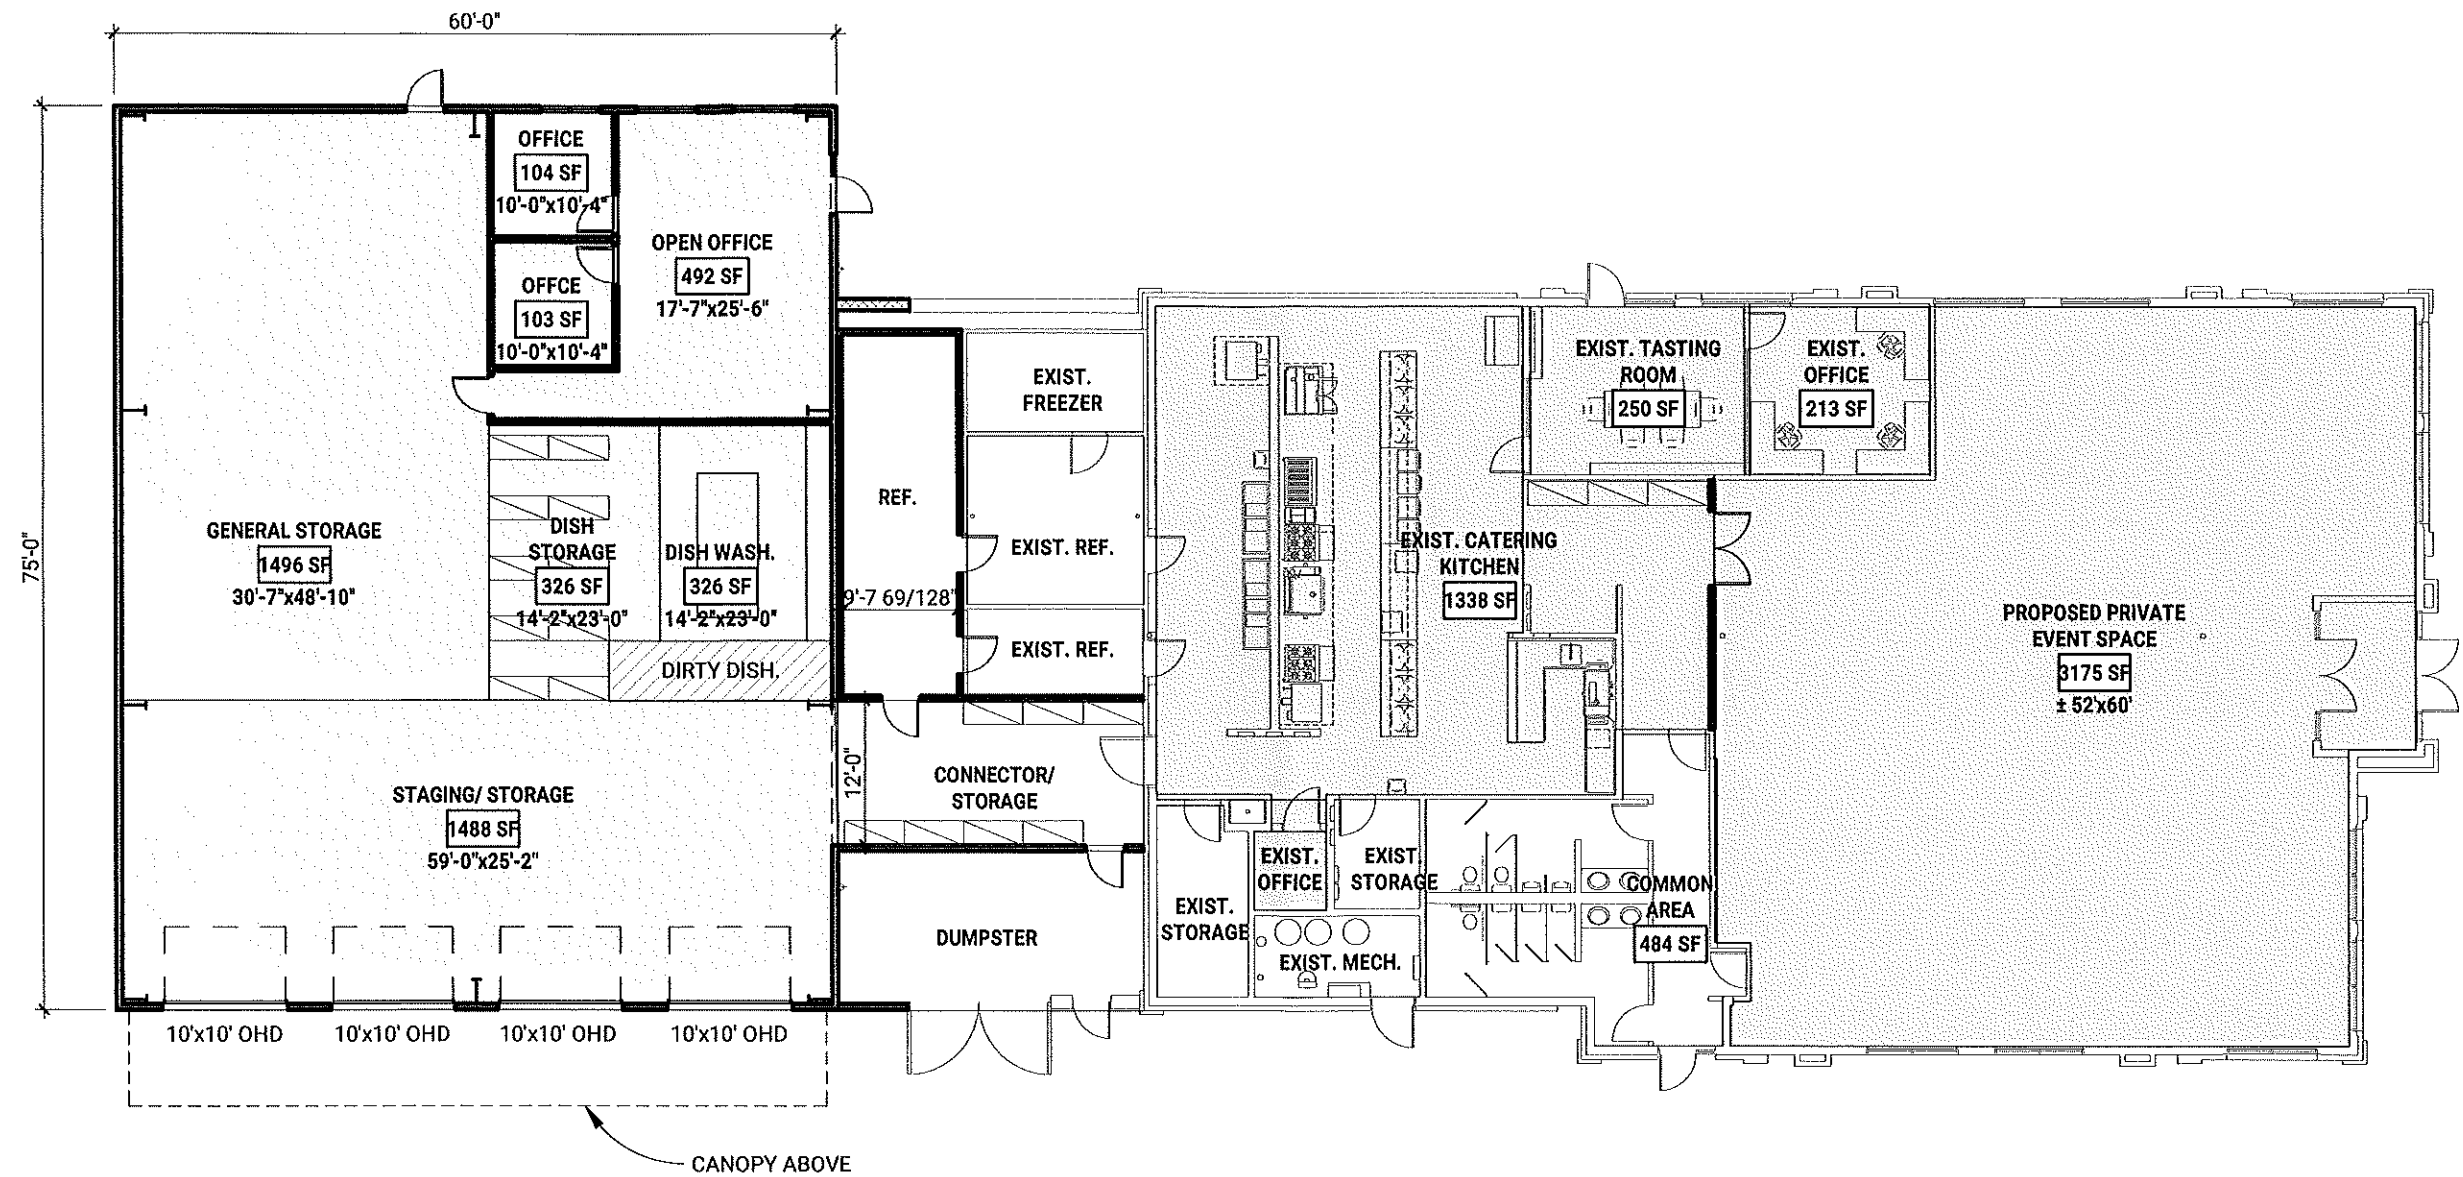 60'-0"
75'-0"
OFFICE
104 SF
10'-0"x10'-4"
OFFCE
103 SF
10'-0"x10'-4"
OPEN OFFICE
492 SF
17'-7"x25'-6"
GENERAL STORAGE
1496 SF
30'-7"x48'-10"
DISH
STORAGE
326 SF
14'-2"x23'-0"
DISH WASH.
326 SF
14'-2"x23'-0"
DIRTY DISH.
STAGING/ STORAGE
1488 SF
59'-0"x25'-2"
10'x10' OHD
10'x10' OHD
10'x10' OHD
10'x10' OHD
CANOPY ABOVE
REF.
9'-7 69/128"
12'-0"
EXIST.
FREEZER
EXIST. REF.
EXIST. REF.
CONNECTOR/
STORAGE
DUMPSTER
EXIST. CATERING
KITCHEN
1338 SF
EXIST. TASTING
ROOM
250 SF
EXIST.
OFFICE
213 SF
EXIST.
STORAGE
EXIST.
OFFICE
EXIST.
STORAGE
EXIST. MECH.
COMMON
AREA
484 SF
PROPOSED PRIVATE
EVENT SPACE
3175 SF
± 52'x60'